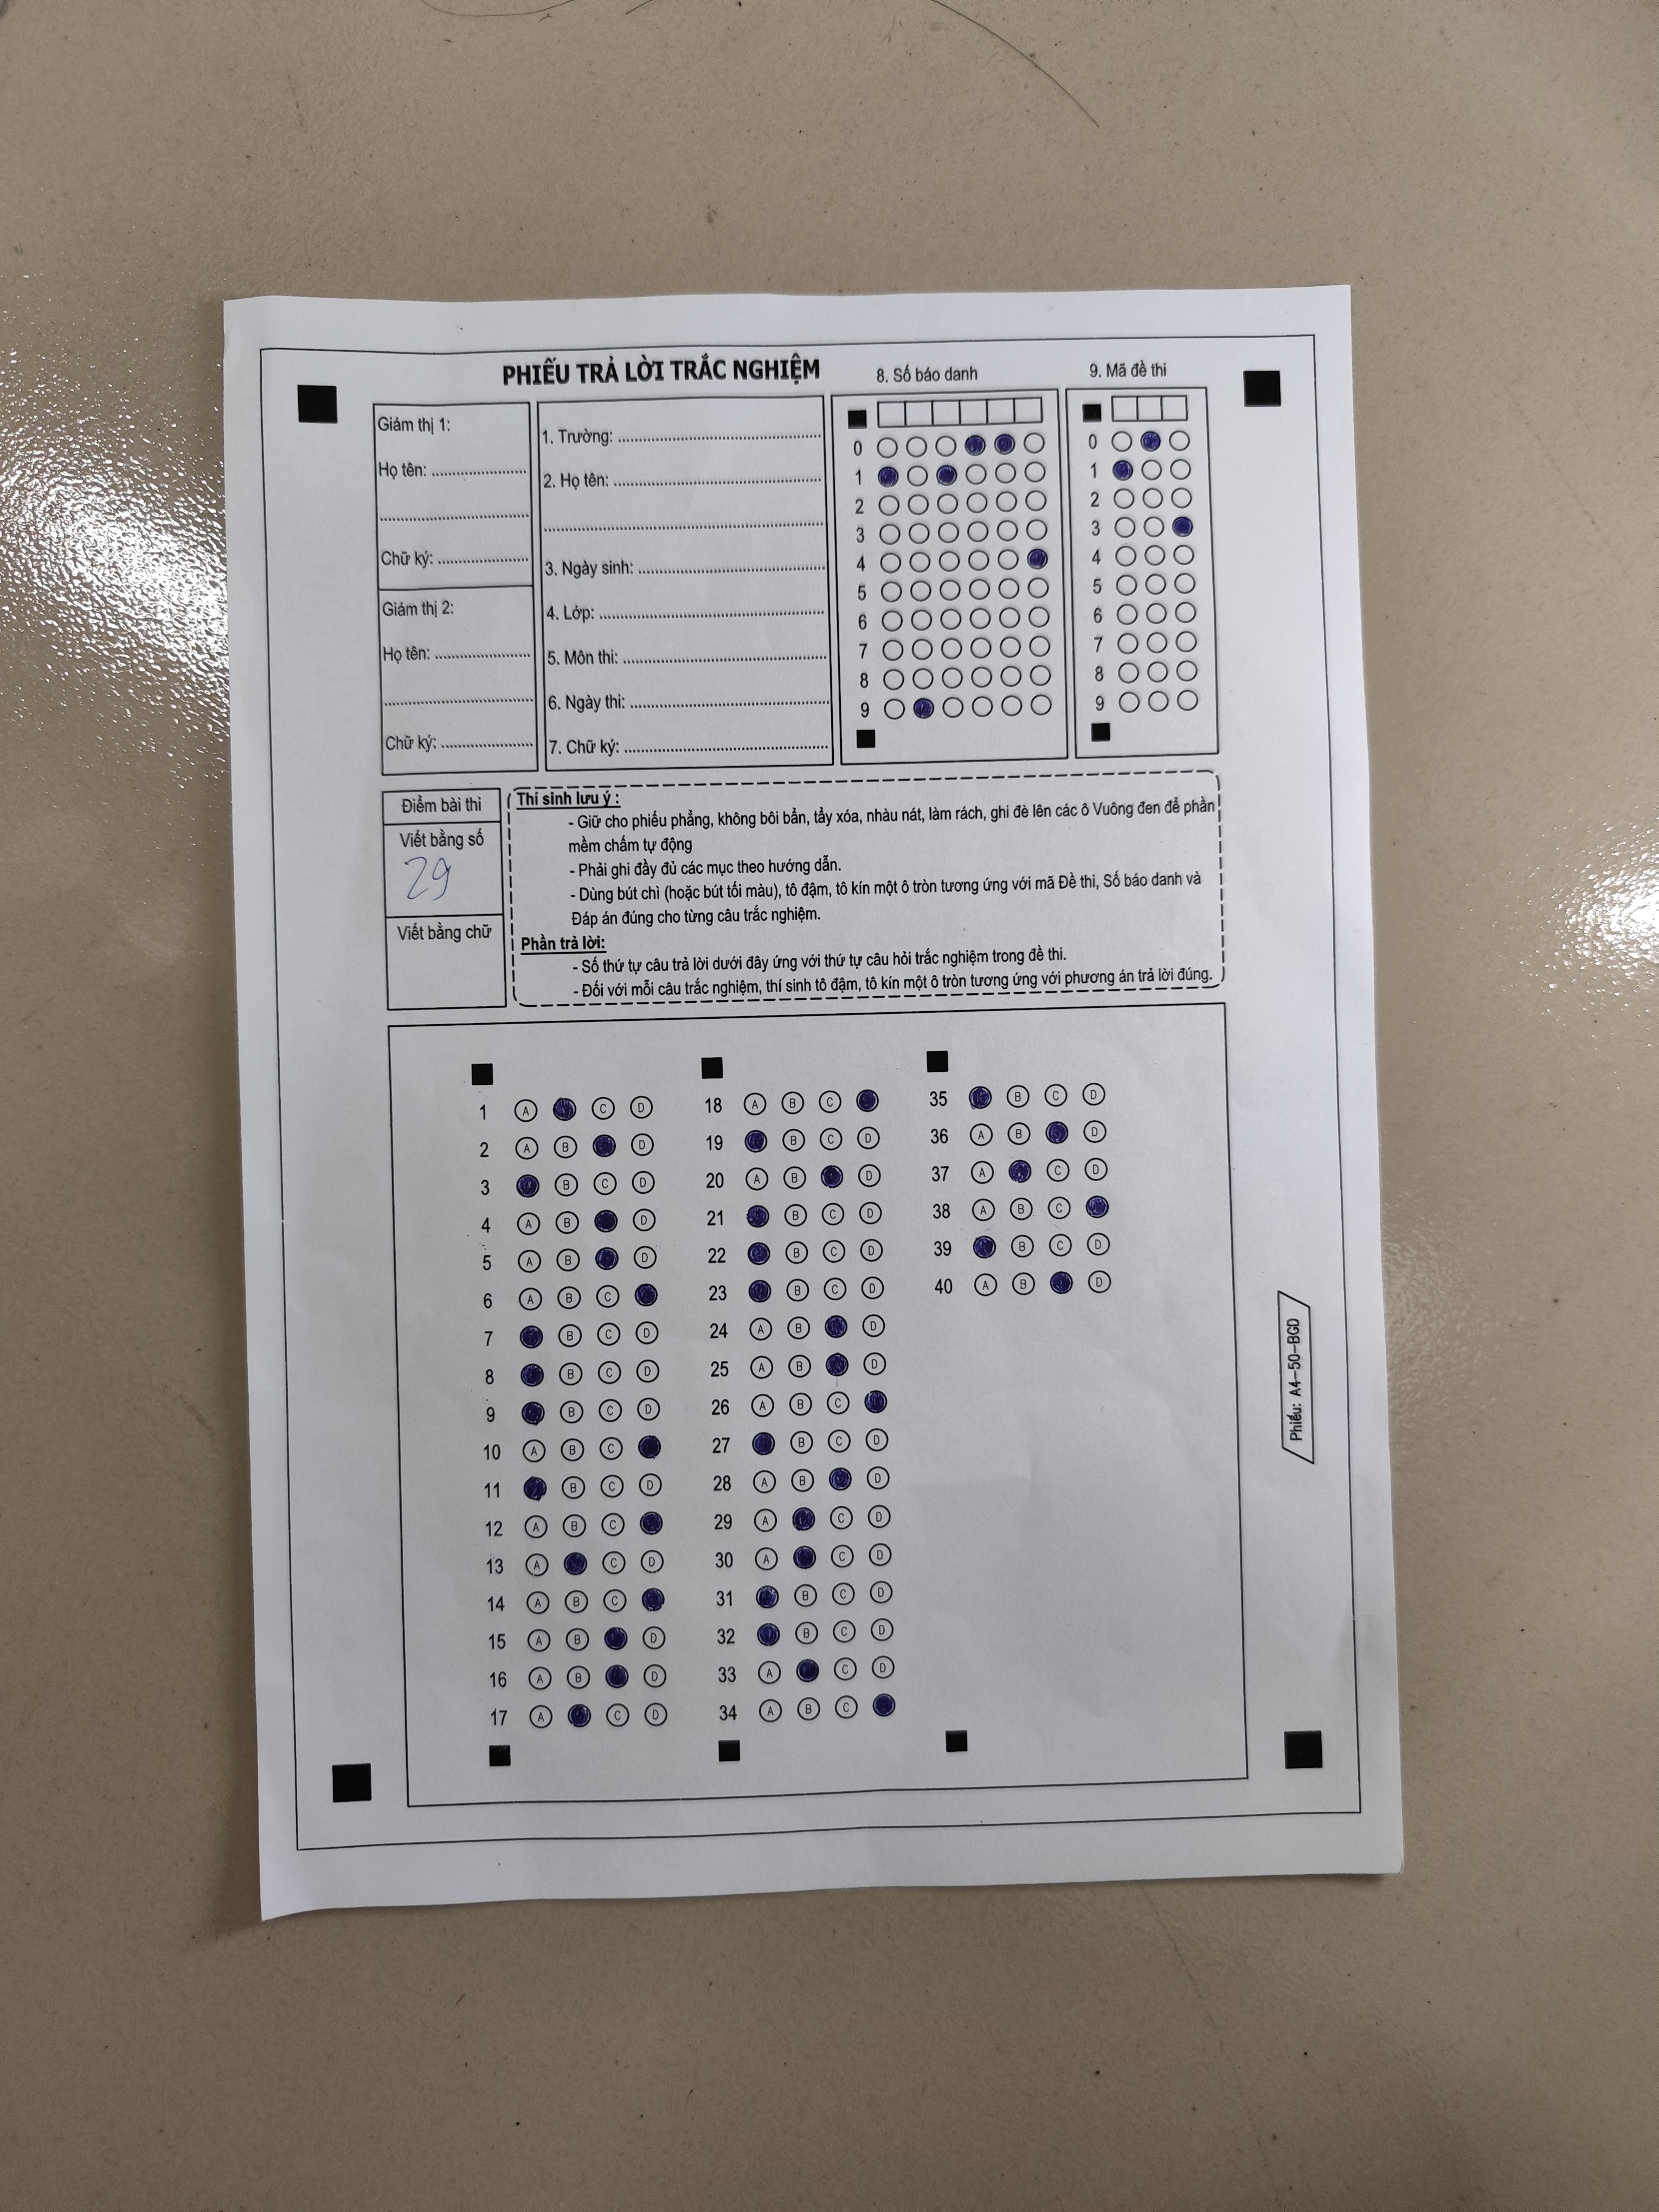 PHIẾU TRẢ LỜI TRẮC NGHIỆM
Giám thị 1:
Họ tên: ......................
..............................
Chữ ký: ......................
Giám thị 2:
Họ tên: ......................
..............................
Chữ ký: ......................
1. Trường: ..................................................
2. Họ tên: ..................................................
..................................................
3. Ngày sinh: ..................................................
4. Lớp: ..................................................
5. Môn thi: ..................................................
6. Ngày thi: ..................................................
7. Chữ ký: ..................................................
8. Số báo danh
0
1
2
3
4
5
6
7
8
9
9. Mã đề thi
0
1
2
3
4
5
6
7
8
9
Điểm bài thi
Viết bằng số
29
Viết bằng chữ
Thí sinh lưu ý :
- Giữ cho phiếu phẳng, không bôi bẩn, tẩy xóa, nhàu nát, làm rách, ghi đè lên các ô Vuông đen để phần
mềm chấm tự động
- Phải ghi đầy đủ các mục theo hướng dẫn.
- Dùng bút chì (hoặc bút tối màu), tô đậm, tô kín một ô tròn tương ứng với mã Đề thi, Số báo danh và
Đáp án đúng cho từng câu trắc nghiệm.
Phần trả lời:
- Số thứ tự câu trả lời dưới đây ứng với thứ tự câu hỏi trắc nghiệm trong đề thi.
- Đối với mỗi câu trắc nghiệm, thí sinh tô đậm, tô kín một ô tròn tương ứng với phương án trả lời đúng.
1 A C D
2 A B D
3 B C D
4 A B D
5 A B D
6 A B C
7 B C D
8 B C D
9 B C D
10 A B C
11 B C D
12 A B C
13 A C D
14 A B C
15 A B D
16 A B D
17 A C D
18 A B C
19 B C D
20 A B D
21 B C D
22 B C D
23 B C D
24 A B D
25 A B D
26 A B C
27 B C D
28 A B D
29 A C D
30 A C D
31 B C D
32 B C D
33 A C D
34 A B C
35 B C D
36 A B D
37 A C D
38 A B C
39 B C D
40 A B D
Phiếu: A4-50-BGD